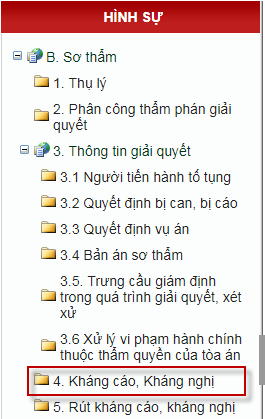 HÌNH SỰ
B. Sơ thẩm
1. Thụ lý
2. Phân công thẩm phán giải
quyết
3. Thông tin giải quyết
3.1 Người tiến hành tố tụng
3.2 Quyết định bị can, bị cáo
3.3 Quyết định vụ án
3.4 Bản án sơ thẩm
3.5. Trưng cầu giám định
trong quá trình giải quyết, xét
xử
3.6 Xử lý vi phạm hành chính
thuộc thẩm quyền của tòa án
4. Kháng cáo, Kháng nghị
5. Rút kháng cáo, kháng nghị